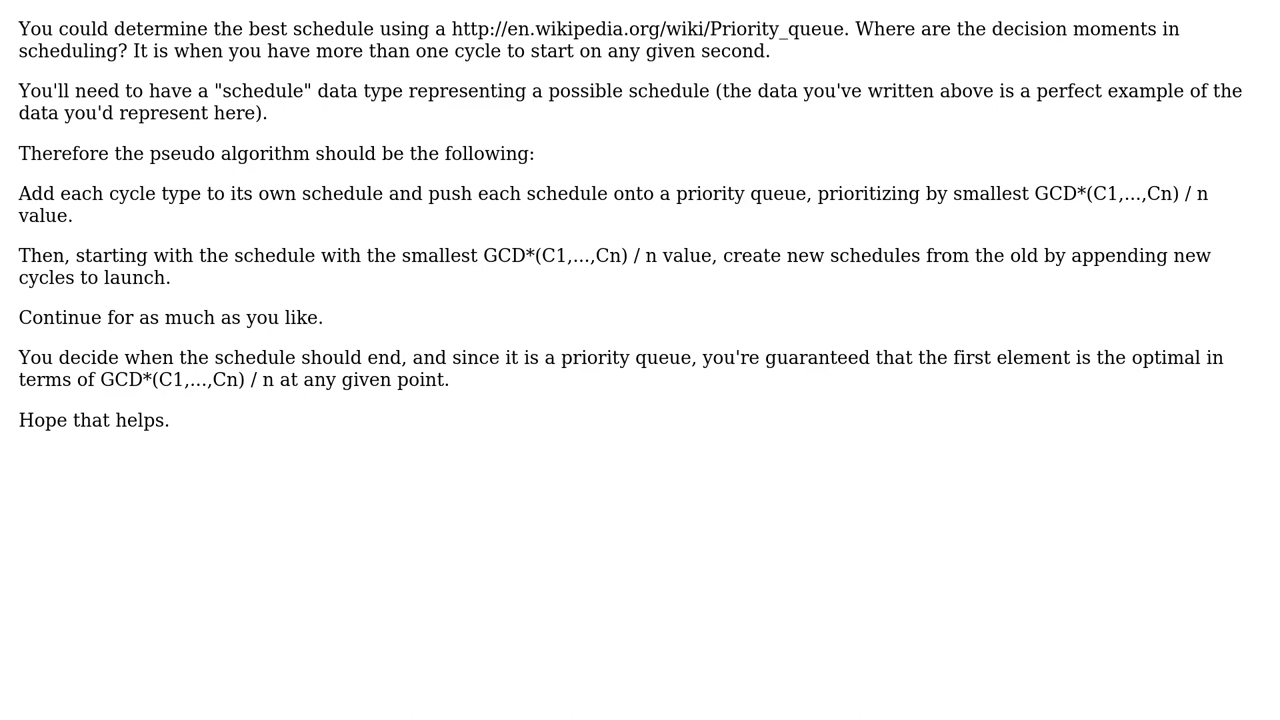 You could determine the best schedule using a http://en.wikipedia.org/wiki/Priority_queue. Where are the decision moments in
scheduling? It is when you have more than one cycle to start on any given second.
You'll need to have a "schedule" data type representing a possible schedule (the data you've written above is a perfect example of the
data you'd represent here).
Therefore the pseudo algorithm should be the following:
Add each cycle type to its own schedule and push each schedule onto a priority queue, prioritizing by smallest GCD*(C1,...,Cn) / n
value.
Then, starting with the schedule with the smallest GCD*(C1,...,Cn) / n value, create new schedules from the old by appending new
cycles to launch.
Continue for as much as you like.
You decide when the schedule should end, and since it is a priority queue, you're guaranteed that the first element is the optimal in
terms of GCD*(C1,...,Cn) / n at any given point.
Hope that helps.